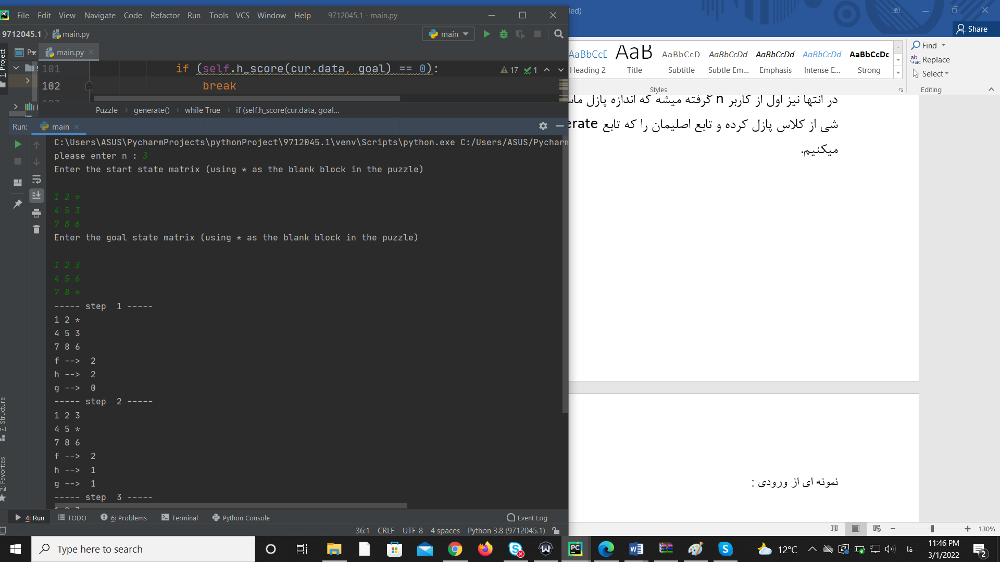 File Edit View Navigate Code Refactor Run Tools VCS Window Help 9712045.1 - main.py
9712045.1 main.py
main
1: Project
P...
main.py
101 if (self.h_score(cur.data, goal) == 0):
17 1
102 break
Puzzle generate() while True if (self.h_score(cur.data, goal...
Run: main
C:\Users\ASUS\PycharmProjects\pythonProject\9712045.1\venv\Scripts\python.exe C:/Users/ASUS/Pycharm
please enter n : 3
Enter the start state matrix (using * as the blank block in the puzzle)
1 2 *
4 5 3
7 8 6
Enter the goal state matrix (using * as the blank block in the puzzle)
1 2 3
4 5 6
7 8 *
----- step  1 -----
1 2 *
4 5 3
7 8 6
f -->  2
h -->  2
g -->  0
----- step  2 -----
1 2 3
4 5 *
7 8 6
f -->  2
h -->  1
g -->  1
----- step  3 -----
7: Structure
2: Favorites
4: Run TODO 6: Problems Terminal Python Console Event Log
36:1 CRLF UTF-8 4 spaces Python 3.8 (9712045.1)
led)
Share
AaBbCcD AaB AaBbCcD AaBbCcDd AaBbCcDd AaBbCcDd AaBbCcDc
Heading 2 Title Subtitle Subtle Em... Emphasis Intense E... Strong
Styles
Find
Replace
Select
Editing
در انتها نیز اول از کاربر n گرفته میشه که اندازه پازل ماس
شی از کلاس پازل کرده و تابع اصلیمان را که تابع erate
میکنیم.
نمونه ای از ورودی :
130%
Type here to search
12°C
فا
11:46 PM
3/1/2022
2